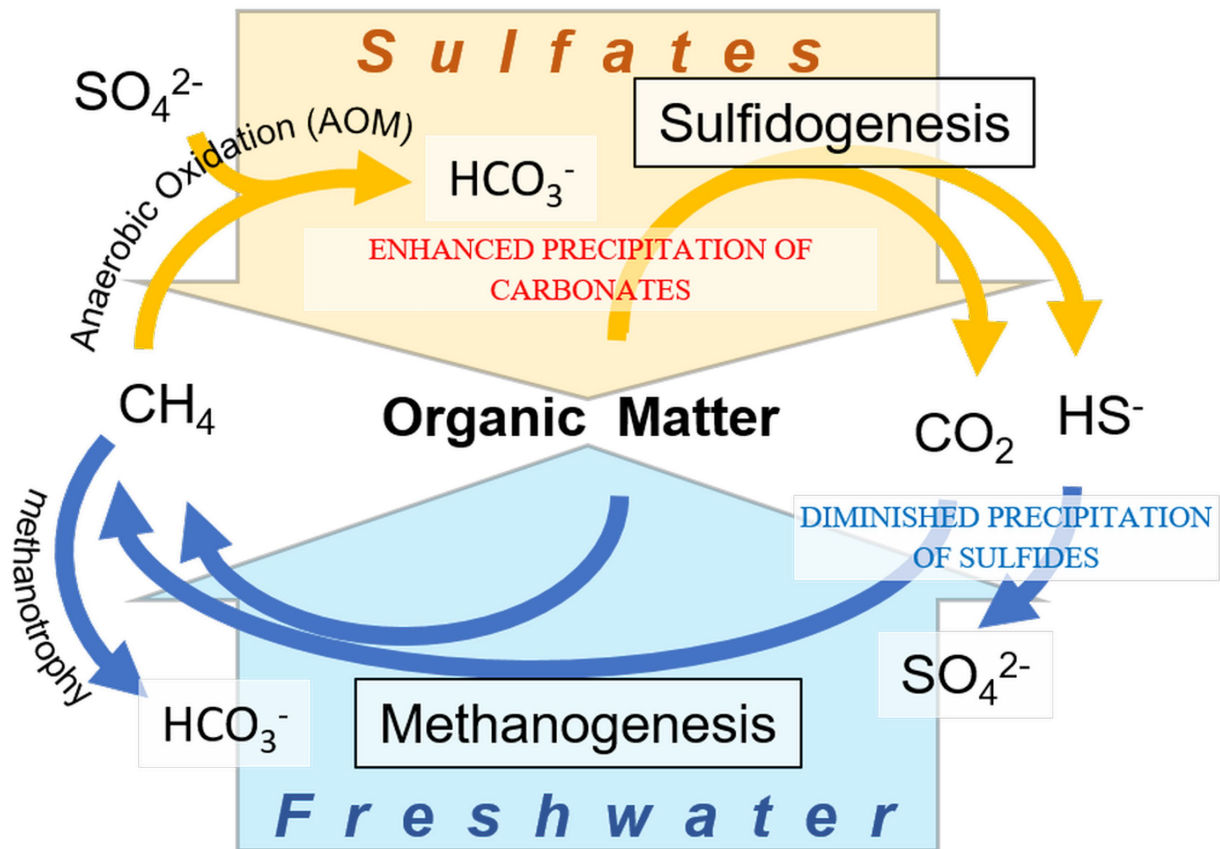 S u l f a t e s
SO₄²⁻
Anaerobic Oxidation (AOM)
Sulfidogenesis
HCO₃⁻
ENHANCED PRECIPITATION OF
CARBONATES
CH₄
Organic Matter
CO₂
HS⁻
methanotrophy
DIMINISHED PRECIPITATION
OF SULFIDES
SO₄²⁻
HCO₃⁻
Methanogenesis
F r e s h w a t e r